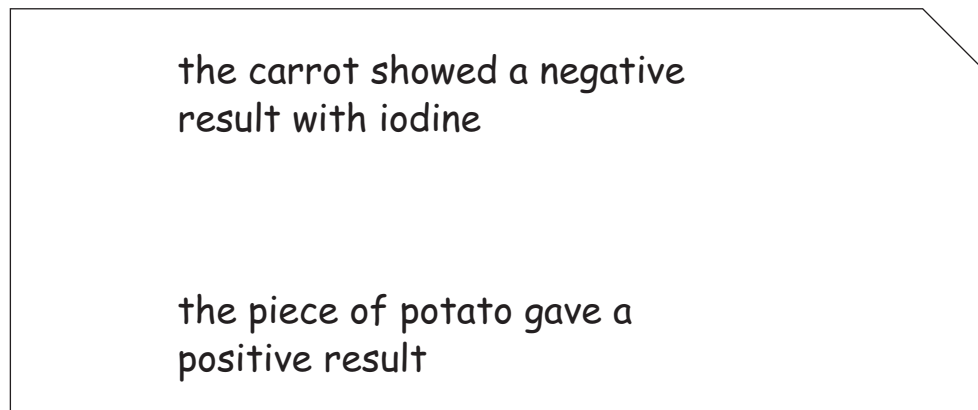 the carrot showed a negative
result with iodine
the piece of potato gave a
positive result